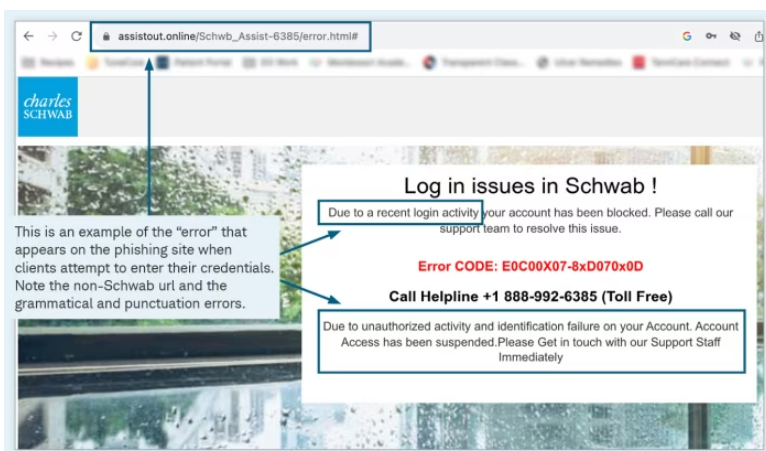 assistout.online/Schwb_Assist-6385/error.html#
charles
SCHWAB
Log in issues in Schwab !
Due to a recent login activity your account has been blocked. Please call our
support team to resolve this issue.
Error CODE: E0C00X07-8xD070x0D
Call Helpline +1 888-992-6385 (Toll Free)
Due to unauthorized activity and identification failure on your Account. Account
Access has been suspended.Please Get in touch with our Support Staff
Immediately
This is an example of the “error” that
appears on the phishing site when
clients attempt to enter their credentials.
Note the non-Schwab url and the
grammatical and punctuation errors.